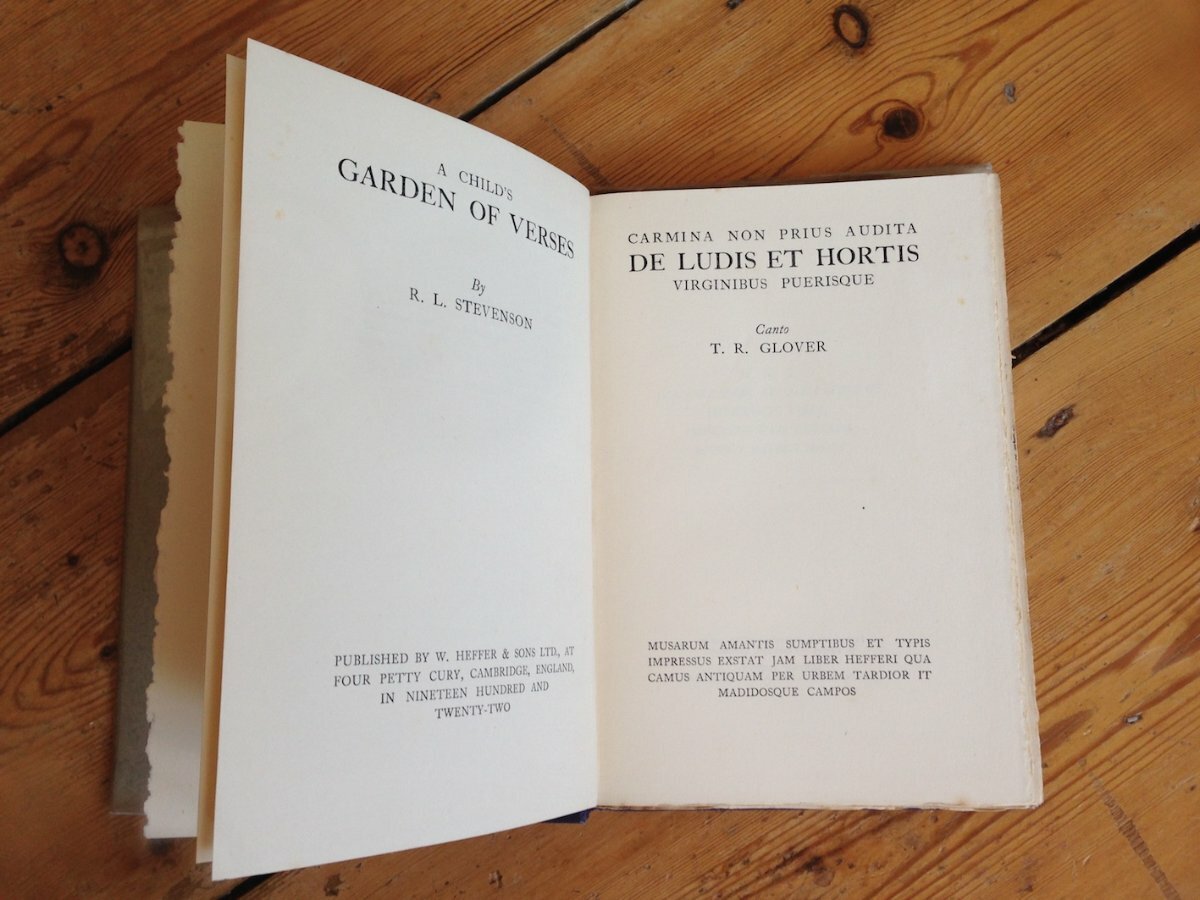 A CHILD'S
GARDEN OF VERSES
By
R. L. STEVENSON
PUBLISHED BY W. HEFFER & SONS LTD., AT
FOUR PETTY CURY, CAMBRIDGE, ENGLAND,
IN NINETEEN HUNDRED AND
TWENTY-TWO
CARMINA NON PRIUS AUDITA
DE LUDIS ET HORTIS
VIRGINIBUS PUERISQUE
Canto
T. R. GLOVER
MUSARUM AMANTIS SUMPTIBUS ET TYPIS
IMPRESSUS EXSTAT JAM LIBER HEFFERI QUA
CAMUS ANTIQUAM PER URBEM TARDIOR IT
MADIDOSQUE CAMPOS